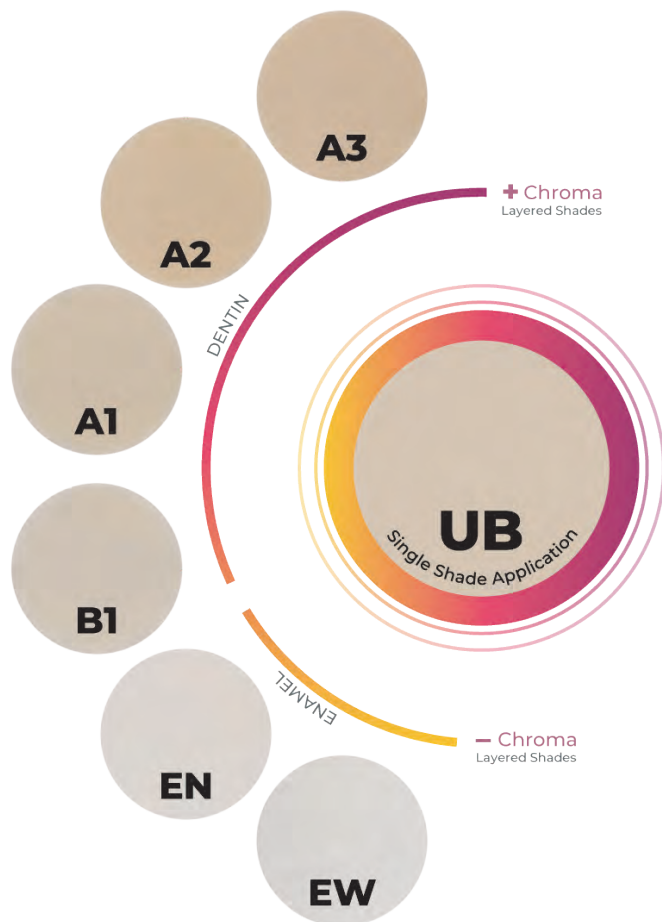 A3
A2
A1
B1
EN
EW
DENTIN
ENAMEL
+ Chroma
Layered Shades
UB
Single Shade Application
− Chroma
Layered Shades